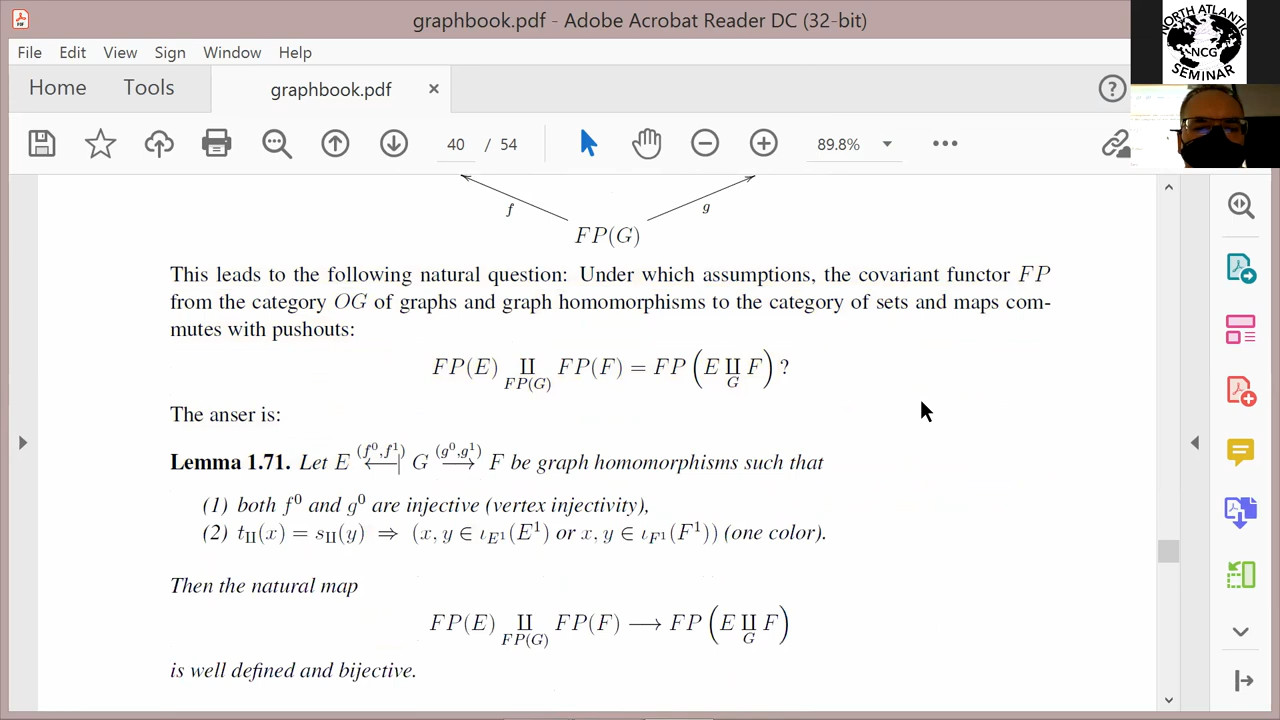 graphbook.pdf - Adobe Acrobat Reader DC (32-bit)
File Edit View Sign Window Help
Home Tools graphbook.pdf ×
40 / 54 89.8%
NORTH ATLANTIC
NCG
SEMINAR
f g
FP(G)
This leads to the following natural question: Under which assumptions, the covariant functor FP
from the category OG of graphs and graph homomorphisms to the category of sets and maps com-
mutes with pushouts:
FP(E) ∐_{FP(G)} FP(F) = FP(E ∐_G F)?
The anser is:
Lemma 1.71. Let E ←^{(f^0,f^1)} G →^{(g^0,g^1)} F be graph homomorphisms such that
(1) both f^0 and g^0 are injective (vertex injectivity),
(2) t_∐(x) = s_∐(y) ⇒ (x, y ∈ ι_{E^1}(E^1) or x, y ∈ ι_{F^1}(F^1)) (one color).
Then the natural map
FP(E) ∐_{FP(G)} FP(F) ⟶ FP(E ∐_G F)
is well defined and bijective.